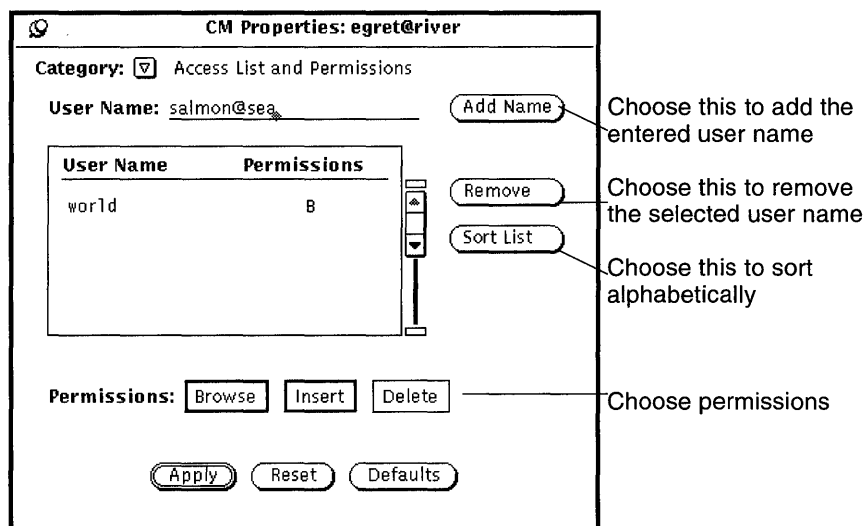 CM Properties: egret@river
Category: Access List and Permissions
User Name: salmon@sea
Add Name
Choose this to add the
entered user name
User Name Permissions
world B
Remove
Choose this to remove
the selected user name
Sort List
Choose this to sort
alphabetically
Permissions: Browse Insert Delete
Choose permissions
Apply Reset Defaults